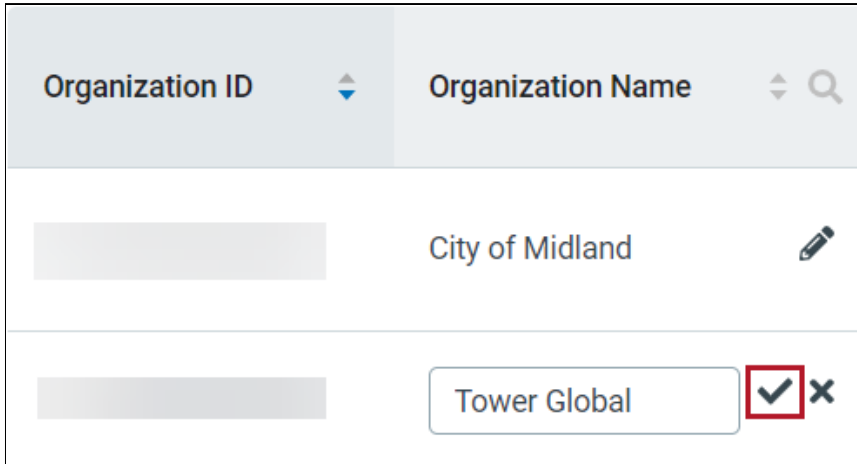 Organization ID
Organization Name
City of Midland
Tower Global